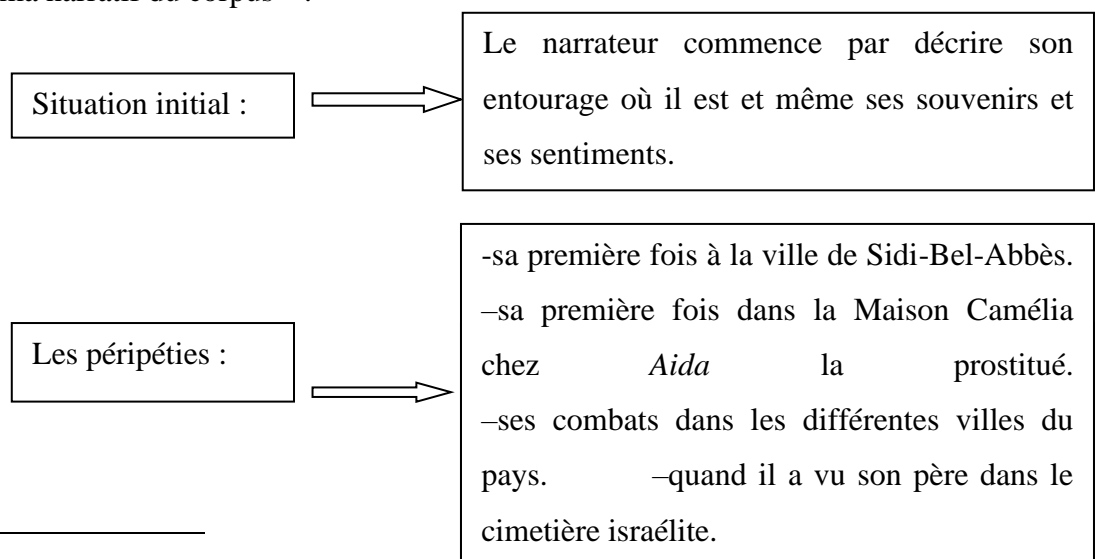 narratif du corpus
Situation initial :
Le narrateur commence par décrire son
entourage où il est et même ses souvenirs et
ses sentiments.
Les péripéties :
-sa première fois à la ville de Sidi-Bel-Abbès.
–sa première fois dans la Maison Camélia
chez Aida la prostitué.
–ses combats dans les différentes villes du
pays. –quand il a vu son père dans le
cimetière israélite.